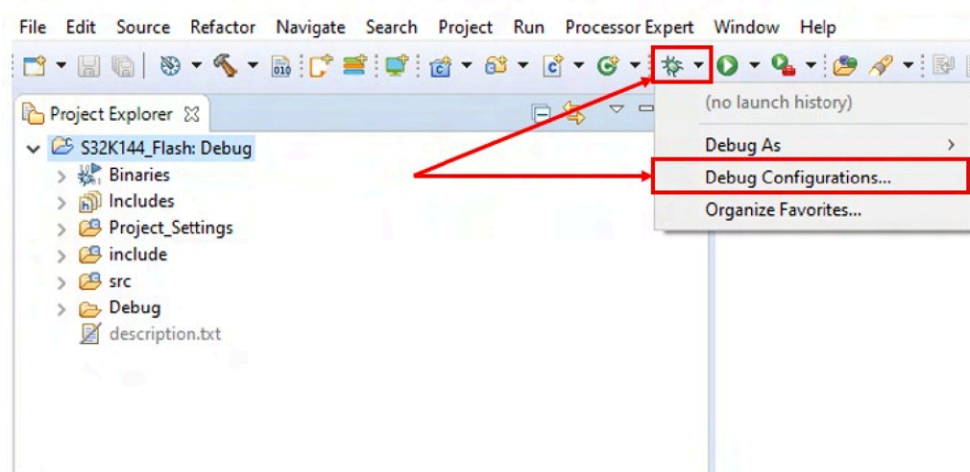 File Edit Source Refactor Navigate Search Project Run Processor Expert Window Help
010
Project Explorer
(no launch history)
S32K144_Flash: Debug
Debug As
Binaries
Debug Configurations...
Includes
Organize Favorites...
Project_Settings
include
src
Debug
description.txt